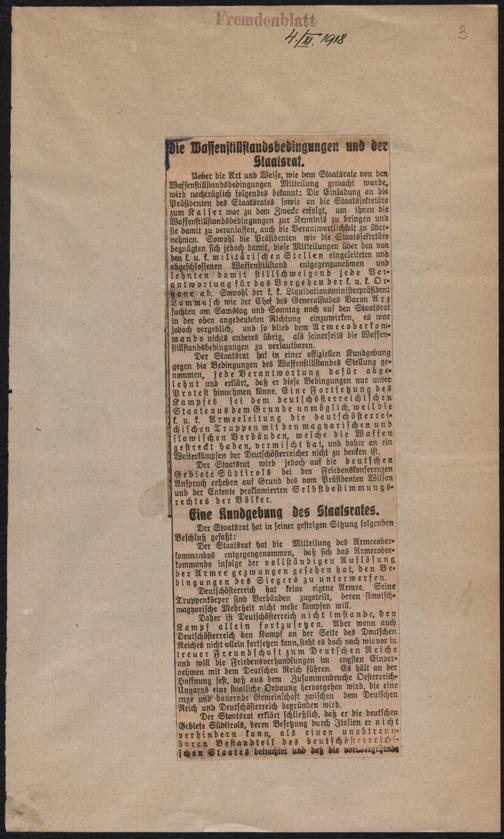 Fremdenblatt
4./XI. 1918
3
Die Waffenstillstandsbedingungen und der
Staatsrat.
Ueber die Art und Weise, wie dem Staatsrate von den
Waffenstillstandsbedingungen Mitteilung gemacht wurde,
wird nachträglich folgendes bekannt: Die Einladung an die
Präsidenten des Staatsrates sowie an die Staatssekretäre
zum Kaiser war zu dem Zweck erfolgt, um ihnen die
Waffenstillstandsbedingungen zur Kenntnis zu bringen und
sie damit zu veranlassen, auch die Verantwortlichkeit zu über-
nehmen. Sowohl die Präsidenten wie die Staatssekretäre
begnügten sich jedoch damit, diese Mitteilungen über den von
den k. u. k. militärischen Stellen eingeleiteten und
abgeschlossenen Waffenstillstand entgegenzunehmen und
lehnten damit stillschweigend jede Ver-
antwortung für das Vorgehen der k. u. k. Or-
gane ab. Sowohl der k. k. Liquidationsministerpräsident
Lammasch wie der Chef des Generalstabes Baron Arz
suchten am Samstag und Sonntag noch auf den Staatsrat
in der oben angedeuteten Richtung einzuwirken, es war
jedoch vergeblich, und so blieb dem Armeeoberkom-
mando nichts anderes übrig, als seinerseits die Waffen-
stillstandsbedingungen zu verlautbaren.
Der Staatsrat hat in einer offiziellen Kundgebung
gegen die Bedingungen des Waffenstillstandes Stellung ge-
nommen, jede Verantwortung dafür abge-
lehnt und erklärt, daß er diese Bedingungen nur unter
Protest hinnehmen könne. Eine Fortsetzung des
Kampfes sei dem deutschösterreichischen
Staate aus dem Grunde unmöglich, weil die
k. u. k. Armeeleitung die deutschösterrei-
chischen Truppen mit den magyarischen und
slawischen Verbänden, welche die Waffen
gestreckt haben, vermischt hat, und daher an ein
Weiterkämpfen der Deutschösterreicher nicht zu denken ist.
Der Staatsrat wird jedoch auf die deutschen
Gebiete Südtirols bei den Friedenskonferenzen
Anspruch erheben auf Grund des vom Präsidenten Wilson
und der Entente proklamierten Selbstbestimmungs-
rechtes der Völker.
Eine Kundgebung des Staatsrates.
Der Staatsrat hat in seiner gestrigen Sitzung folgenden
Beschluß gefaßt:
Der Staatsrat hat die Mitteilung des Armeeober-
kommandos entgegengenommen, daß sich das Armeeober-
kommando infolge der vollständigen Auflösung
der Armee gezwungen gesehen hat, den Be-
dingungen des Siegers zu unterwerfen.
Deutschösterreich hat keine eigene Armee. Seine
Truppenkörper sind Verbänden zugeteilt, deren slawisch-
magyarische Mehrheit nicht mehr kämpfen will.
Daher ist Deutschösterreich nicht imstande, den
Kampf allein fortzusetzen. Aber wenn auch
Deutschösterreich den Kampf an der Seite des Deutschen
Reiches nicht allein fortsetzen kann, steht es doch nach wie vor in
treuer Freundschaft zum Deutschen Reiche
und will die Friedensverhandlungen im engsten Einver-
nehmen mit dem Deutschen Reich führen. Es hält an der
Hoffnung fest, daß aus dem Zusammenbruche Oesterreich-
Ungarns eine staatliche Ordnung hervorgehen wird, die eine
enge und dauernde Gemeinschaft zwischen dem Deutschen
Reich und Deutschösterreich begründen wird.
Der Staatsrat erklärt schließlich, daß er die deutschen
Gebiete Südtirols, deren Besetzung durch Italien er nicht
verhindern kann, als einen unabtrenn-
baren Bestandteil des deutschösterreichi-
schen Staates betrachtet und daß die vorübergehende